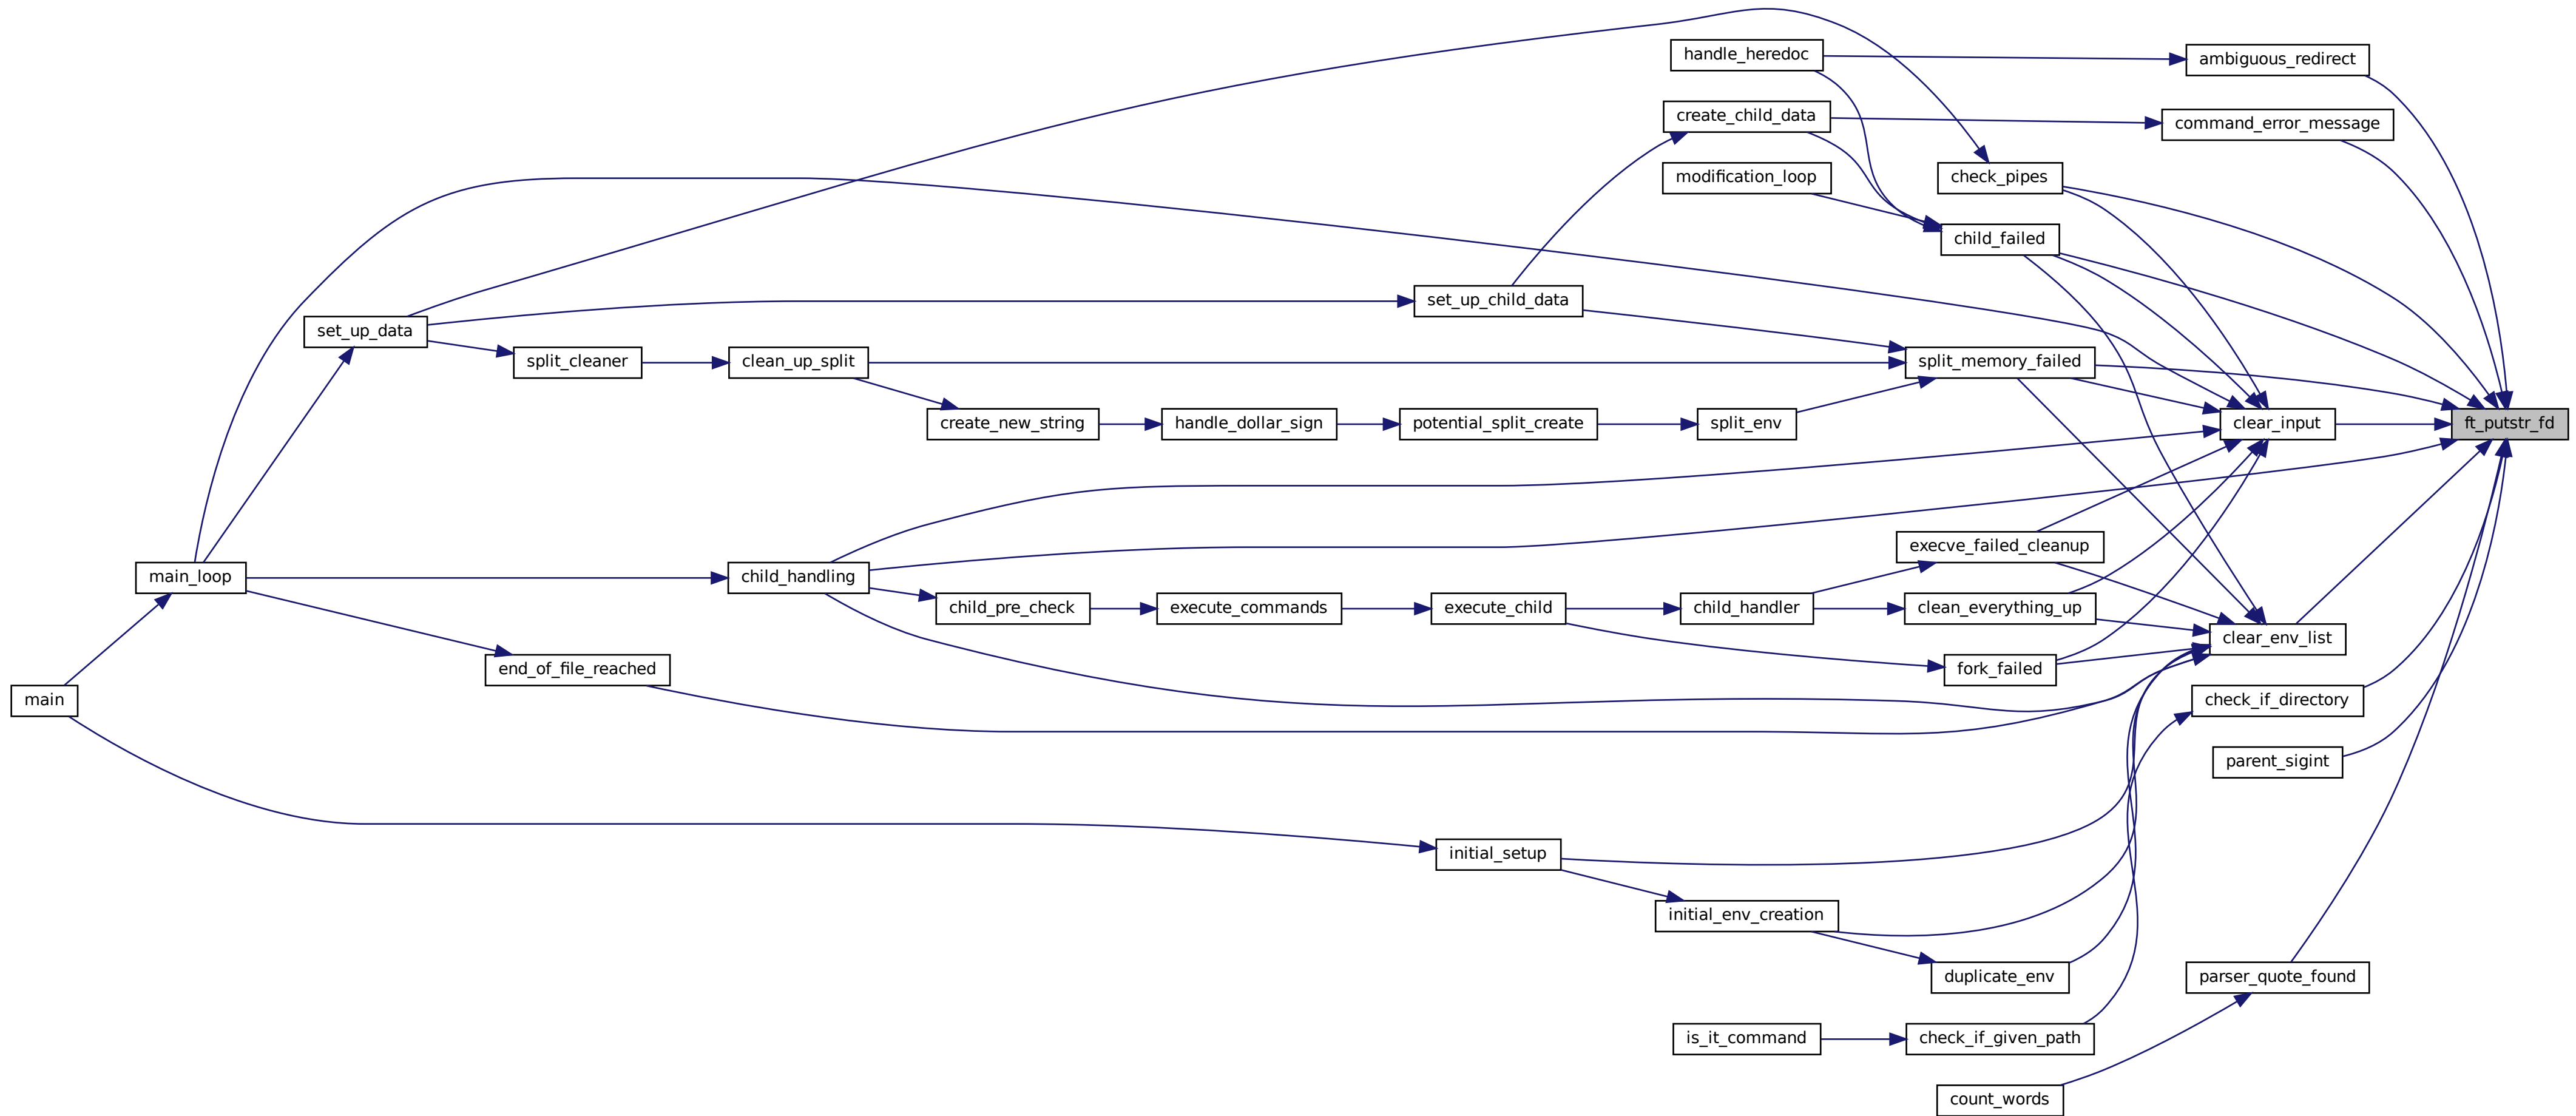 handle_heredoc
ambiguous_redirect
create_child_data
command_error_message
modification_loop
check_pipes
child_failed
set_up_child_data
set_up_data
split_cleaner
clean_up_split
split_memory_failed
create_new_string
handle_dollar_sign
potential_split_create
split_env
clear_input
ft_putstr_fd
execve_failed_cleanup
main_loop
child_handling
child_pre_check
execute_commands
execute_child
child_handler
clean_everything_up
clear_env_list
end_of_file_reached
fork_failed
main
check_if_directory
parent_sigint
initial_setup
initial_env_creation
duplicate_env
parser_quote_found
is_it_command
check_if_given_path
count_words